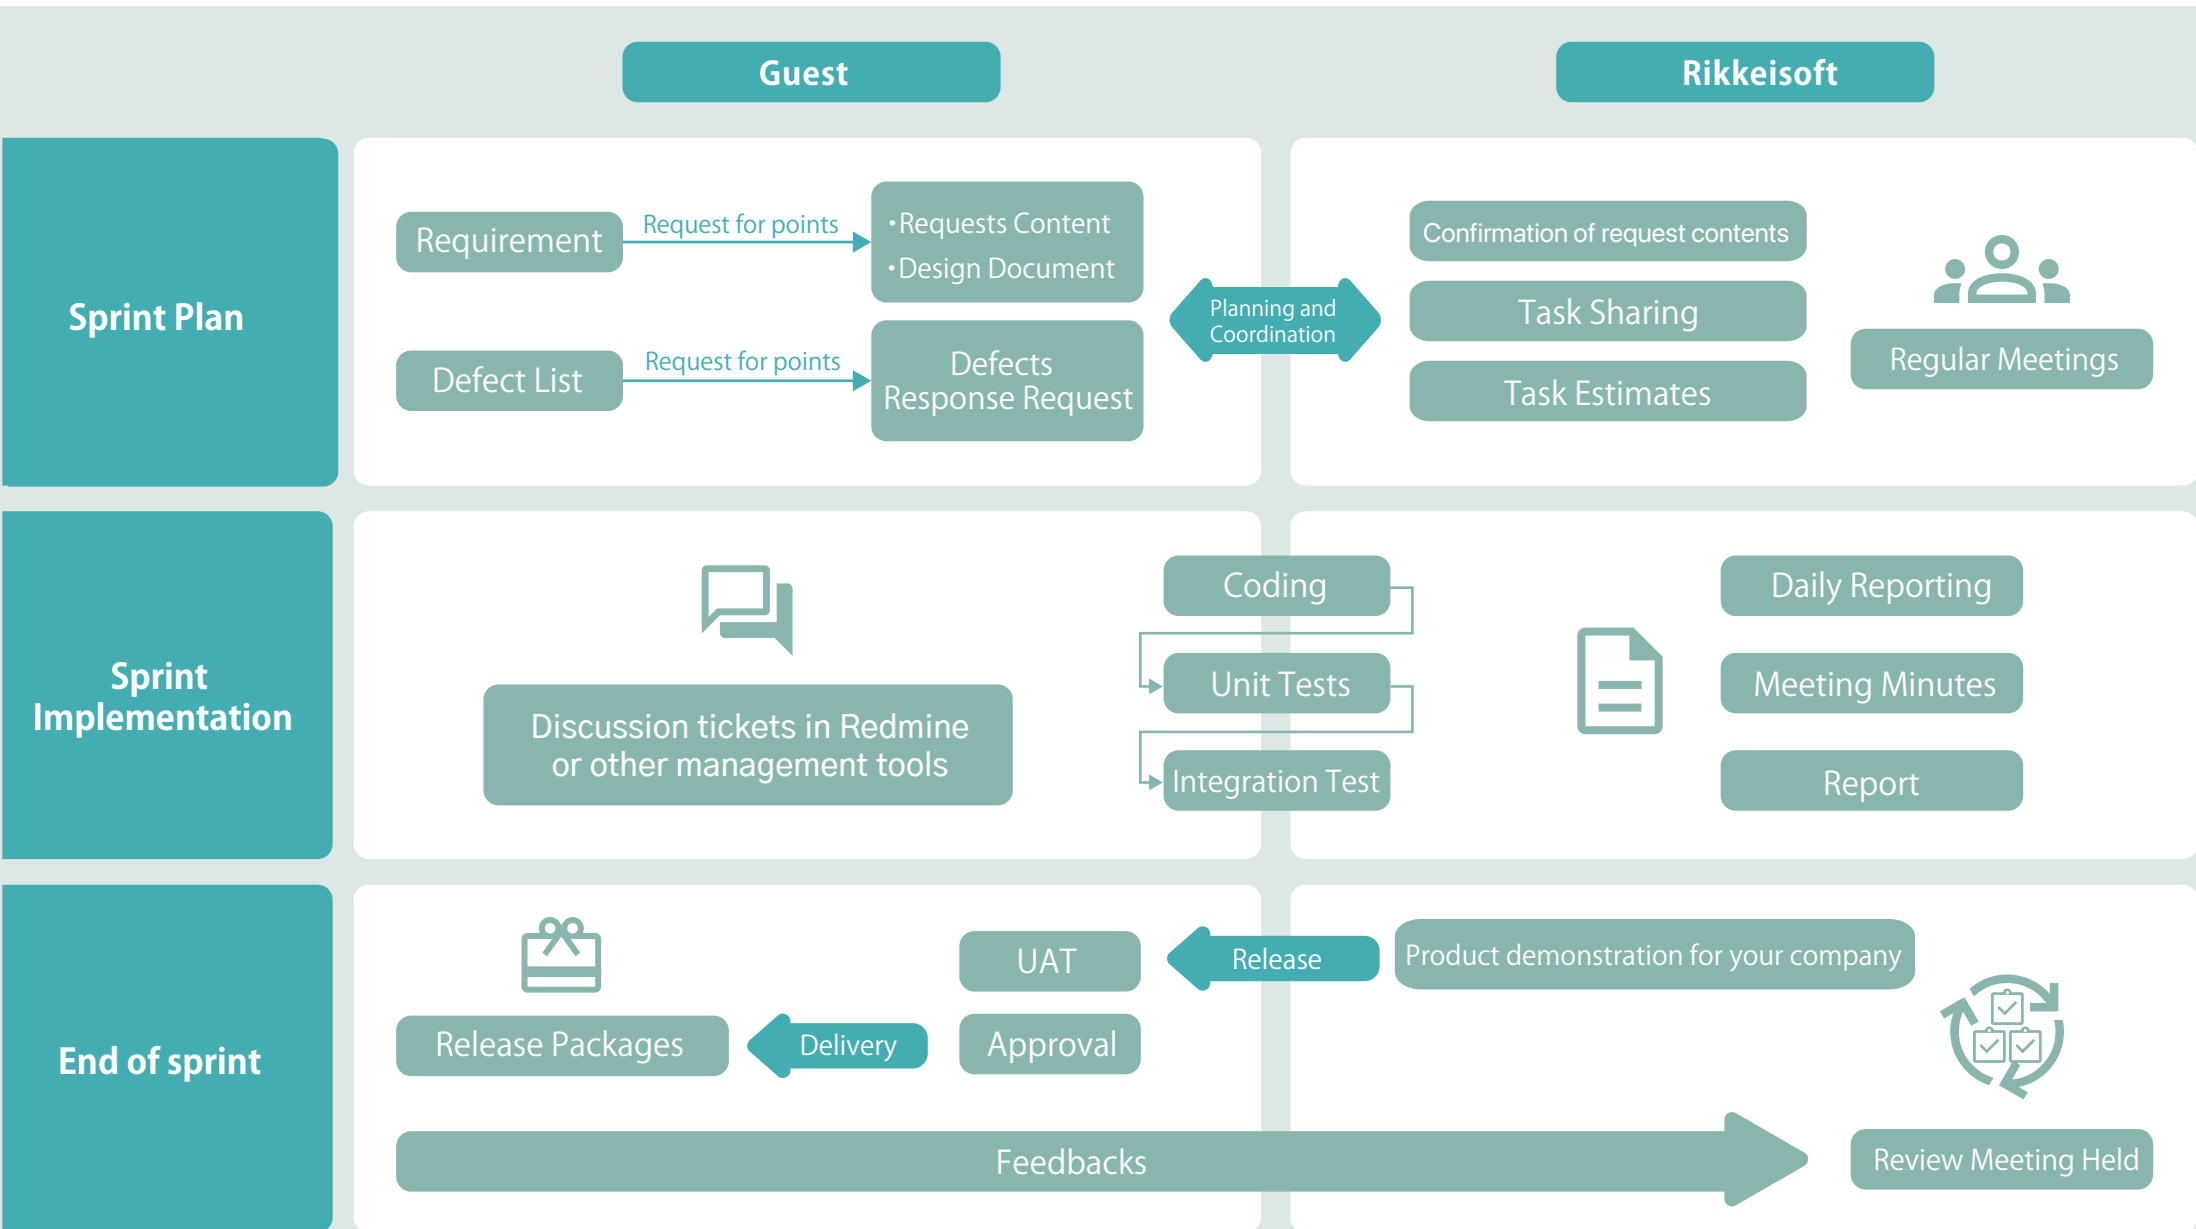 Guest
Rikkeisoft
Sprint Plan
Requirement
Request for points
・Requests Content
・Design Document
Defect List
Request for points
Defects
Response Request
Planning and
Coordination
Confirmation of request contents
Task Sharing
Task Estimates
Regular Meetings
Sprint
Implementation
Discussion tickets in Redmine
or other management tools
Coding
Unit Tests
Integration Test
Daily Reporting
Meeting Minutes
Report
End of sprint
Release Packages
Delivery
UAT
Approval
Release
Product demonstration for your company
Feedbacks
Review Meeting Held